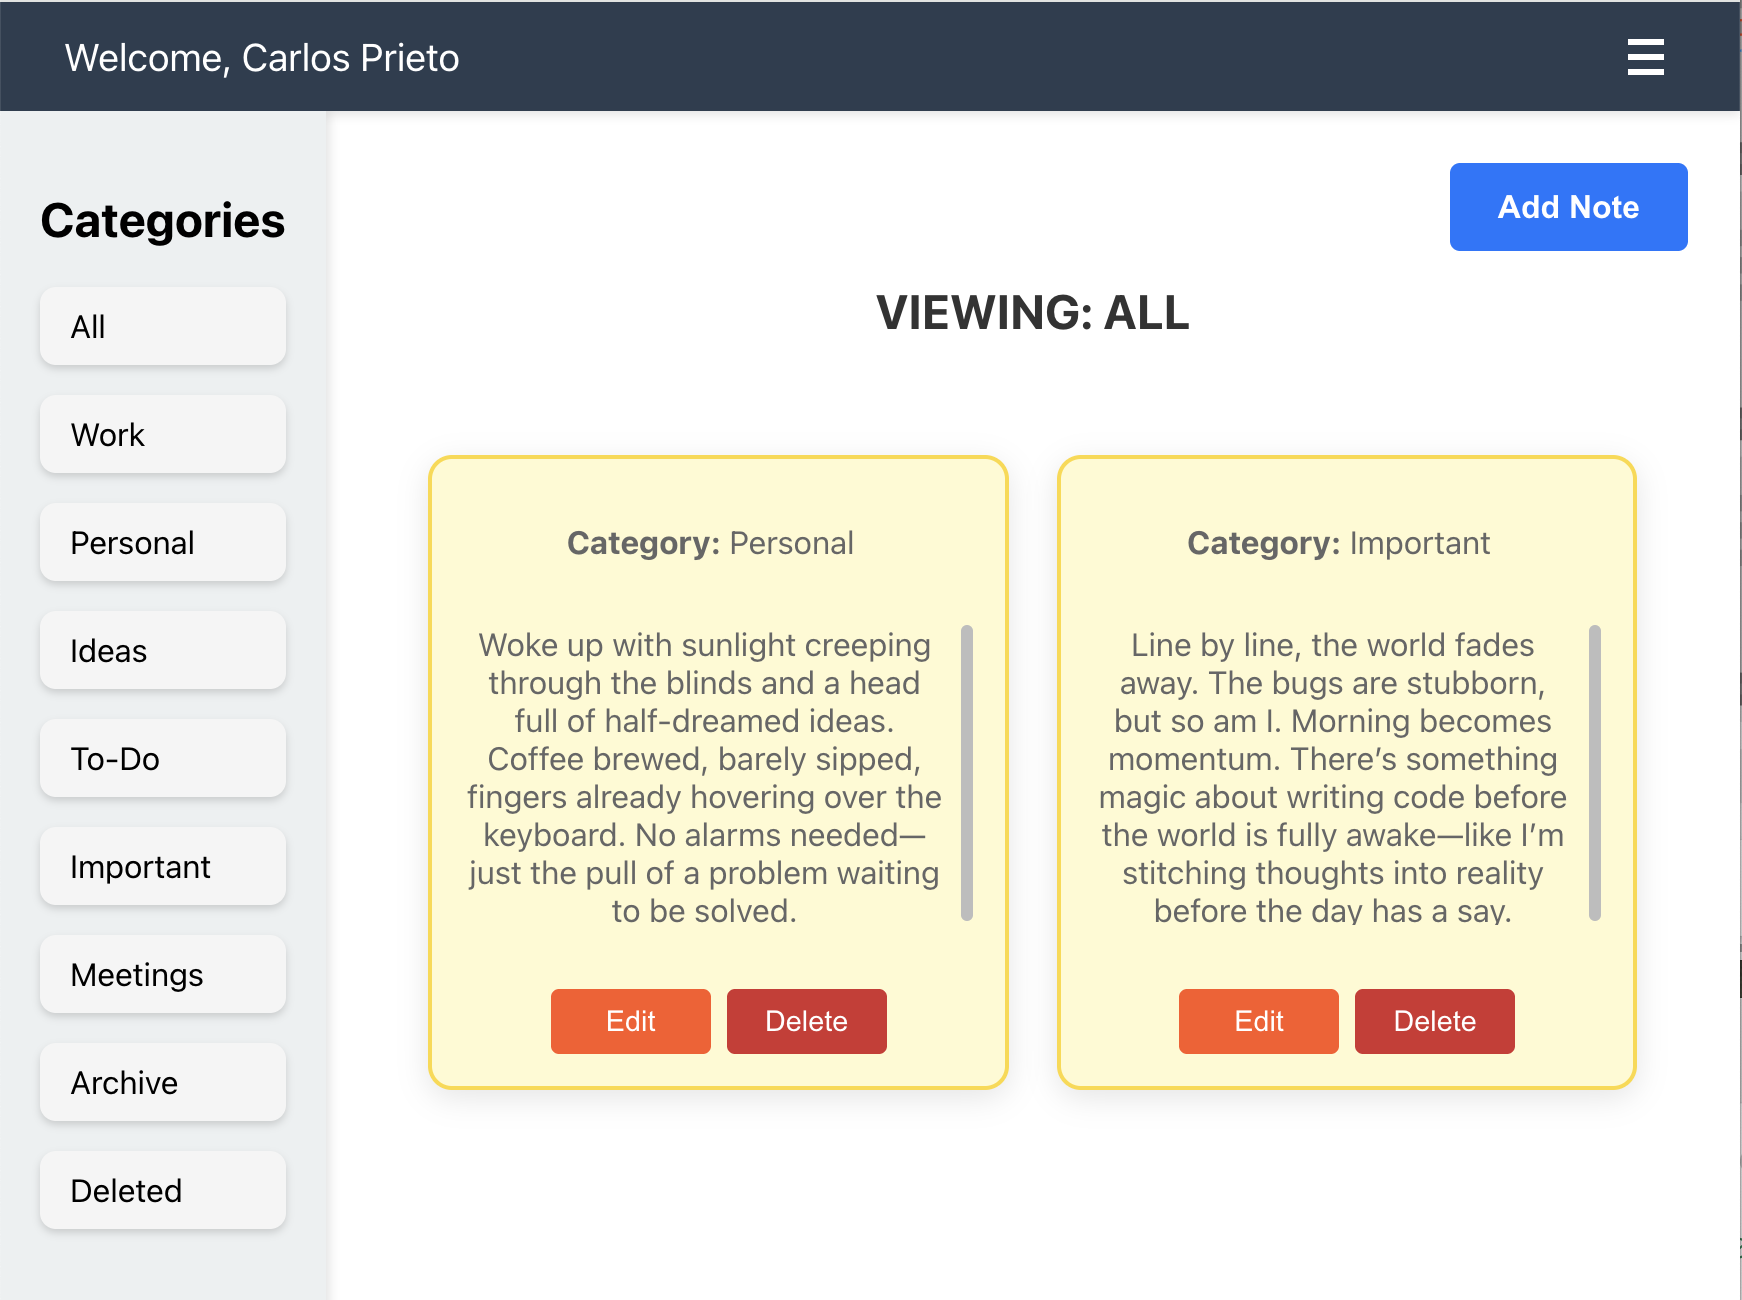 Welcome, Carlos Prieto
Categories
All
Work
Personal
Ideas
To-Do
Important
Meetings
Archive
Deleted
Add Note
VIEWING: ALL
Category: Personal
Woke up with sunlight creeping
through the blinds and a head
full of half-dreamed ideas.
Coffee brewed, barely sipped,
fingers already hovering over the
keyboard. No alarms needed—
just the pull of a problem waiting
to be solved.
Edit
Delete
Category: Important
Line by line, the world fades
away. The bugs are stubborn,
but so am I. Morning becomes
momentum. There’s something
magic about writing code before
the world is fully awake—like I’m
stitching thoughts into reality
before the day has a say.
Edit
Delete